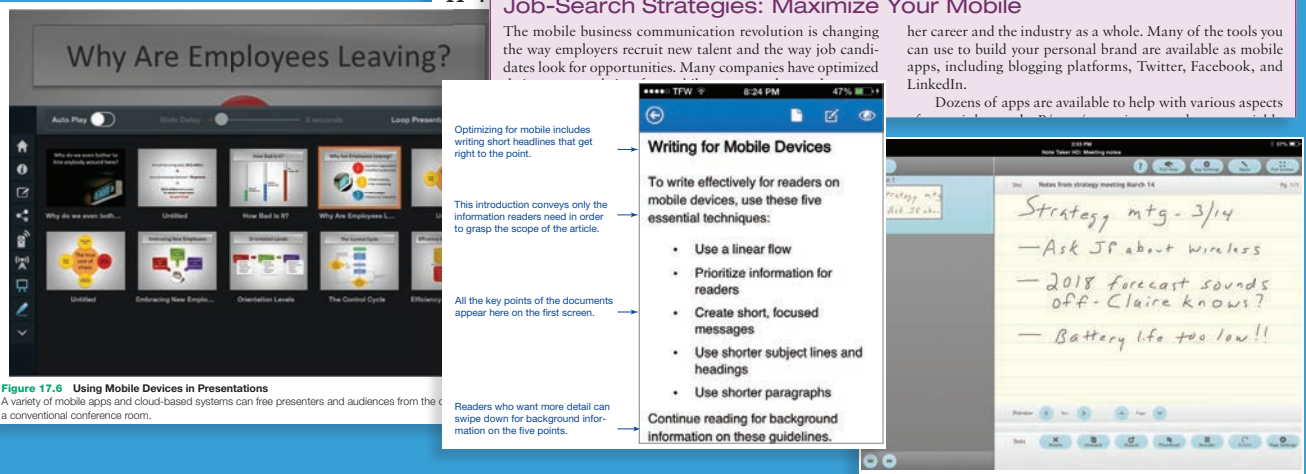 Job-Search Strategies: Maximize Your Mobile
The mobile business communication revolution is changing
the way employers recruit new talent and the way job candi-
dates look for opportunities. Many companies have optimized
her career and the industry as a whole. Many of the tools you
can use to build your personal brand are available as mobile
apps, including blogging platforms, Twitter, Facebook, and
LinkedIn.
Dozens of apps are available to help with various aspects
Why Are Employees Leaving?
Auto Play
Slide Delay
Loop Present
Why do we even bother to
hire anybody around here?
How Bad Is It?
Why Are Employees Leaving?
Why do we even both...
Untitled
How Bad Is It?
Why Are Employees L...
Un
The true
cost of
chaos
Embracing New Employees
Orientation Levels
The Control Cycle
Untitled
Embracing New Emplo...
Orientation Levels
The Control Cycle
Efficiency
Figure 17.6 Using Mobile Devices in Presentations
A variety of mobile apps and cloud-based systems can free presenters and audiences from the
a conventional conference room.
Optimizing for mobile includes
writing short headlines that get
right to the point.
This introduction conveys only the
information readers need in order
to grasp the scope of the article.
All the key points of the documents
appear here on the first screen.
Readers who want more detail can
swipe down for background infor-
mation on the five points.
TFW 8:24 PM 47%
Writing for Mobile Devices
To write effectively for readers on
mobile devices, use these five
essential techniques:
• Use a linear flow
• Prioritize information for
readers
• Create short, focused
messages
• Use shorter subject lines and
headings
• Use shorter paragraphs
Continue reading for background
information on these guidelines.
Note Taker HD: Meeting notes
Notes from strategy meeting March 14
Pg. 1/1
Strategy mtg - 3/14
— Ask JP about wireless
— 2018 forecast sounds
off - Claire knows?
— Battery life too low!!
Preview
Page